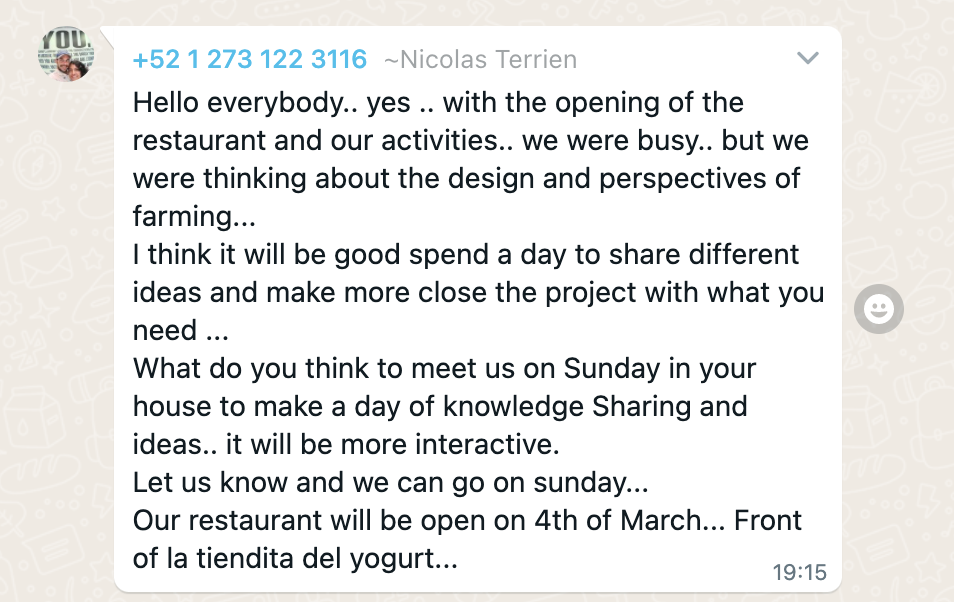 YOU.
+52 1 273 122 3116 ~Nicolas Terrien
Hello everybody.. yes .. with the opening of the
restaurant and our activities.. we were busy.. but we
were thinking about the design and perspectives of
farming...
I think it will be good spend a day to share different
ideas and make more close the project with what you
need ...
What do you think to meet us on Sunday in your
house to make a day of knowledge Sharing and
ideas.. it will be more interactive.
Let us know and we can go on sunday...
Our restaurant will be open on 4th of March... Front
of la tiendita del yogurt...
19:15